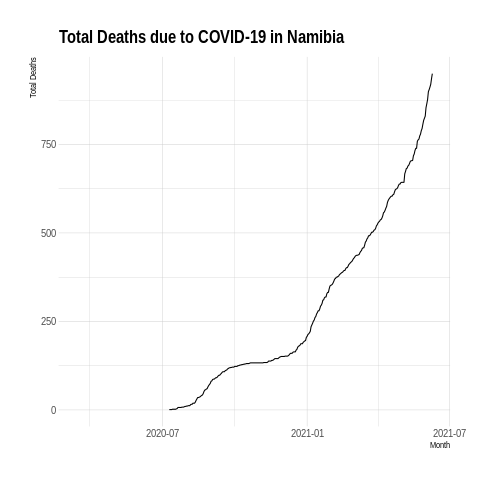 Total Deaths due to COVID-19 in Namibia
Total Deaths
750
500
250
0
2020-07
2021-01
2021-07
Month